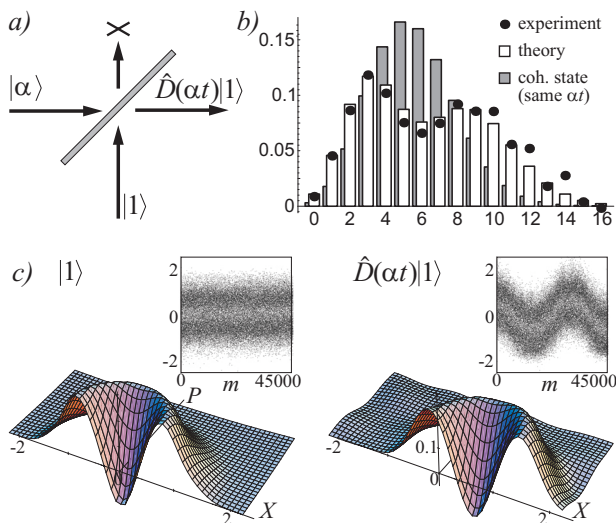 a)
|α⟩
D̂(αt)|1⟩
|1⟩
b)
0.15
0.1
0.05
0
0 2 4 6 8 10 12 14 16
experiment
theory
coh. state
(same αt)
c) |1⟩
2
0
-2
0 m 45000
P
-2
2
X
D̂(αt)|1⟩
2
0
-2
0 m 45000
0.1
0
-2
2
X